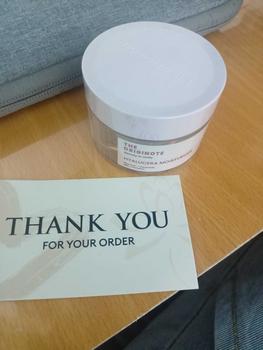 THE
ORIGINOTE
HYALUCERA MOISTURIZER
THANK YOU
FOR YOUR ORDER